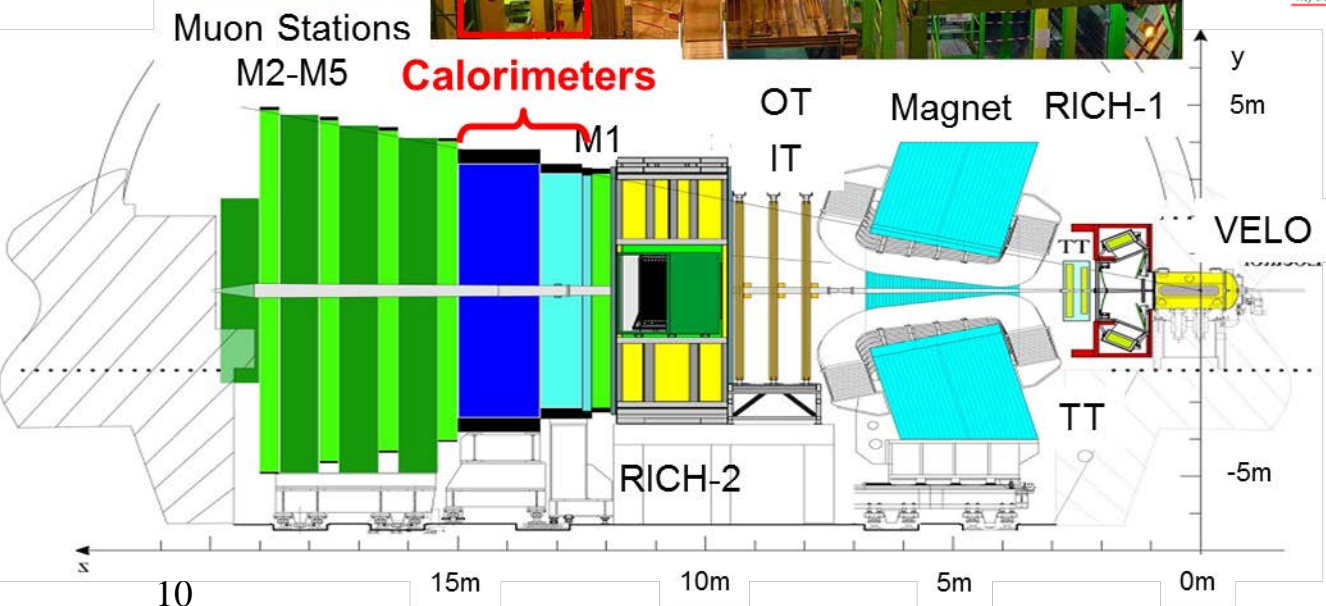 Muon Stations
M2-M5
Calorimeters
M1
OT
IT
Magnet
RICH-1
y
5m
TT
VELO
RICH-2
TT
-5m
z
15m
10m
5m
0m
10